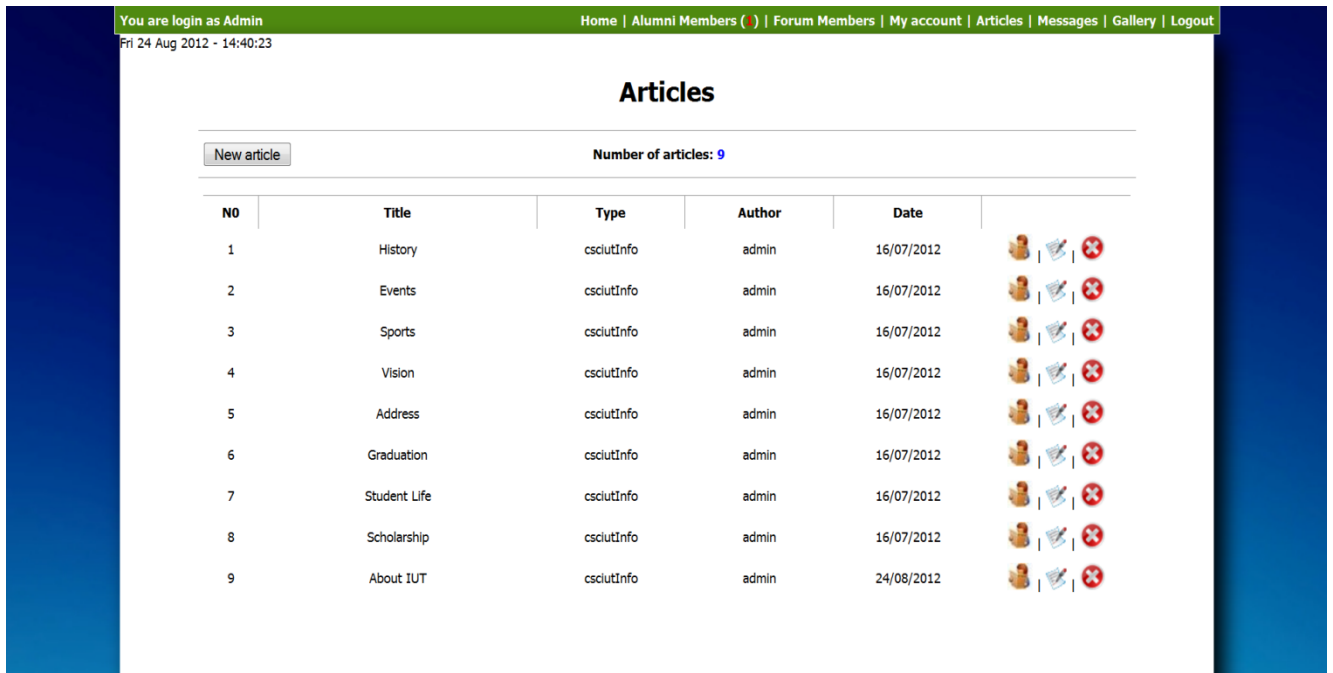 You are login as Admin Home | Alumni Members (1) | Forum Members | My account | Articles | Messages | Gallery | Logout
Fri 24 Aug 2012 - 14:40:23
Articles
New article Number of articles: 9
N0 Title Type Author Date
1 History csciutInfo admin 16/07/2012 | |
2 Events csciutInfo admin 16/07/2012 | |
3 Sports csciutInfo admin 16/07/2012 | |
4 Vision csciutInfo admin 16/07/2012 | |
5 Address csciutInfo admin 16/07/2012 | |
6 Graduation csciutInfo admin 16/07/2012 | |
7 Student Life csciutInfo admin 16/07/2012 | |
8 Scholarship csciutInfo admin 16/07/2012 | |
9 About IUT csciutInfo admin 24/08/2012 | |